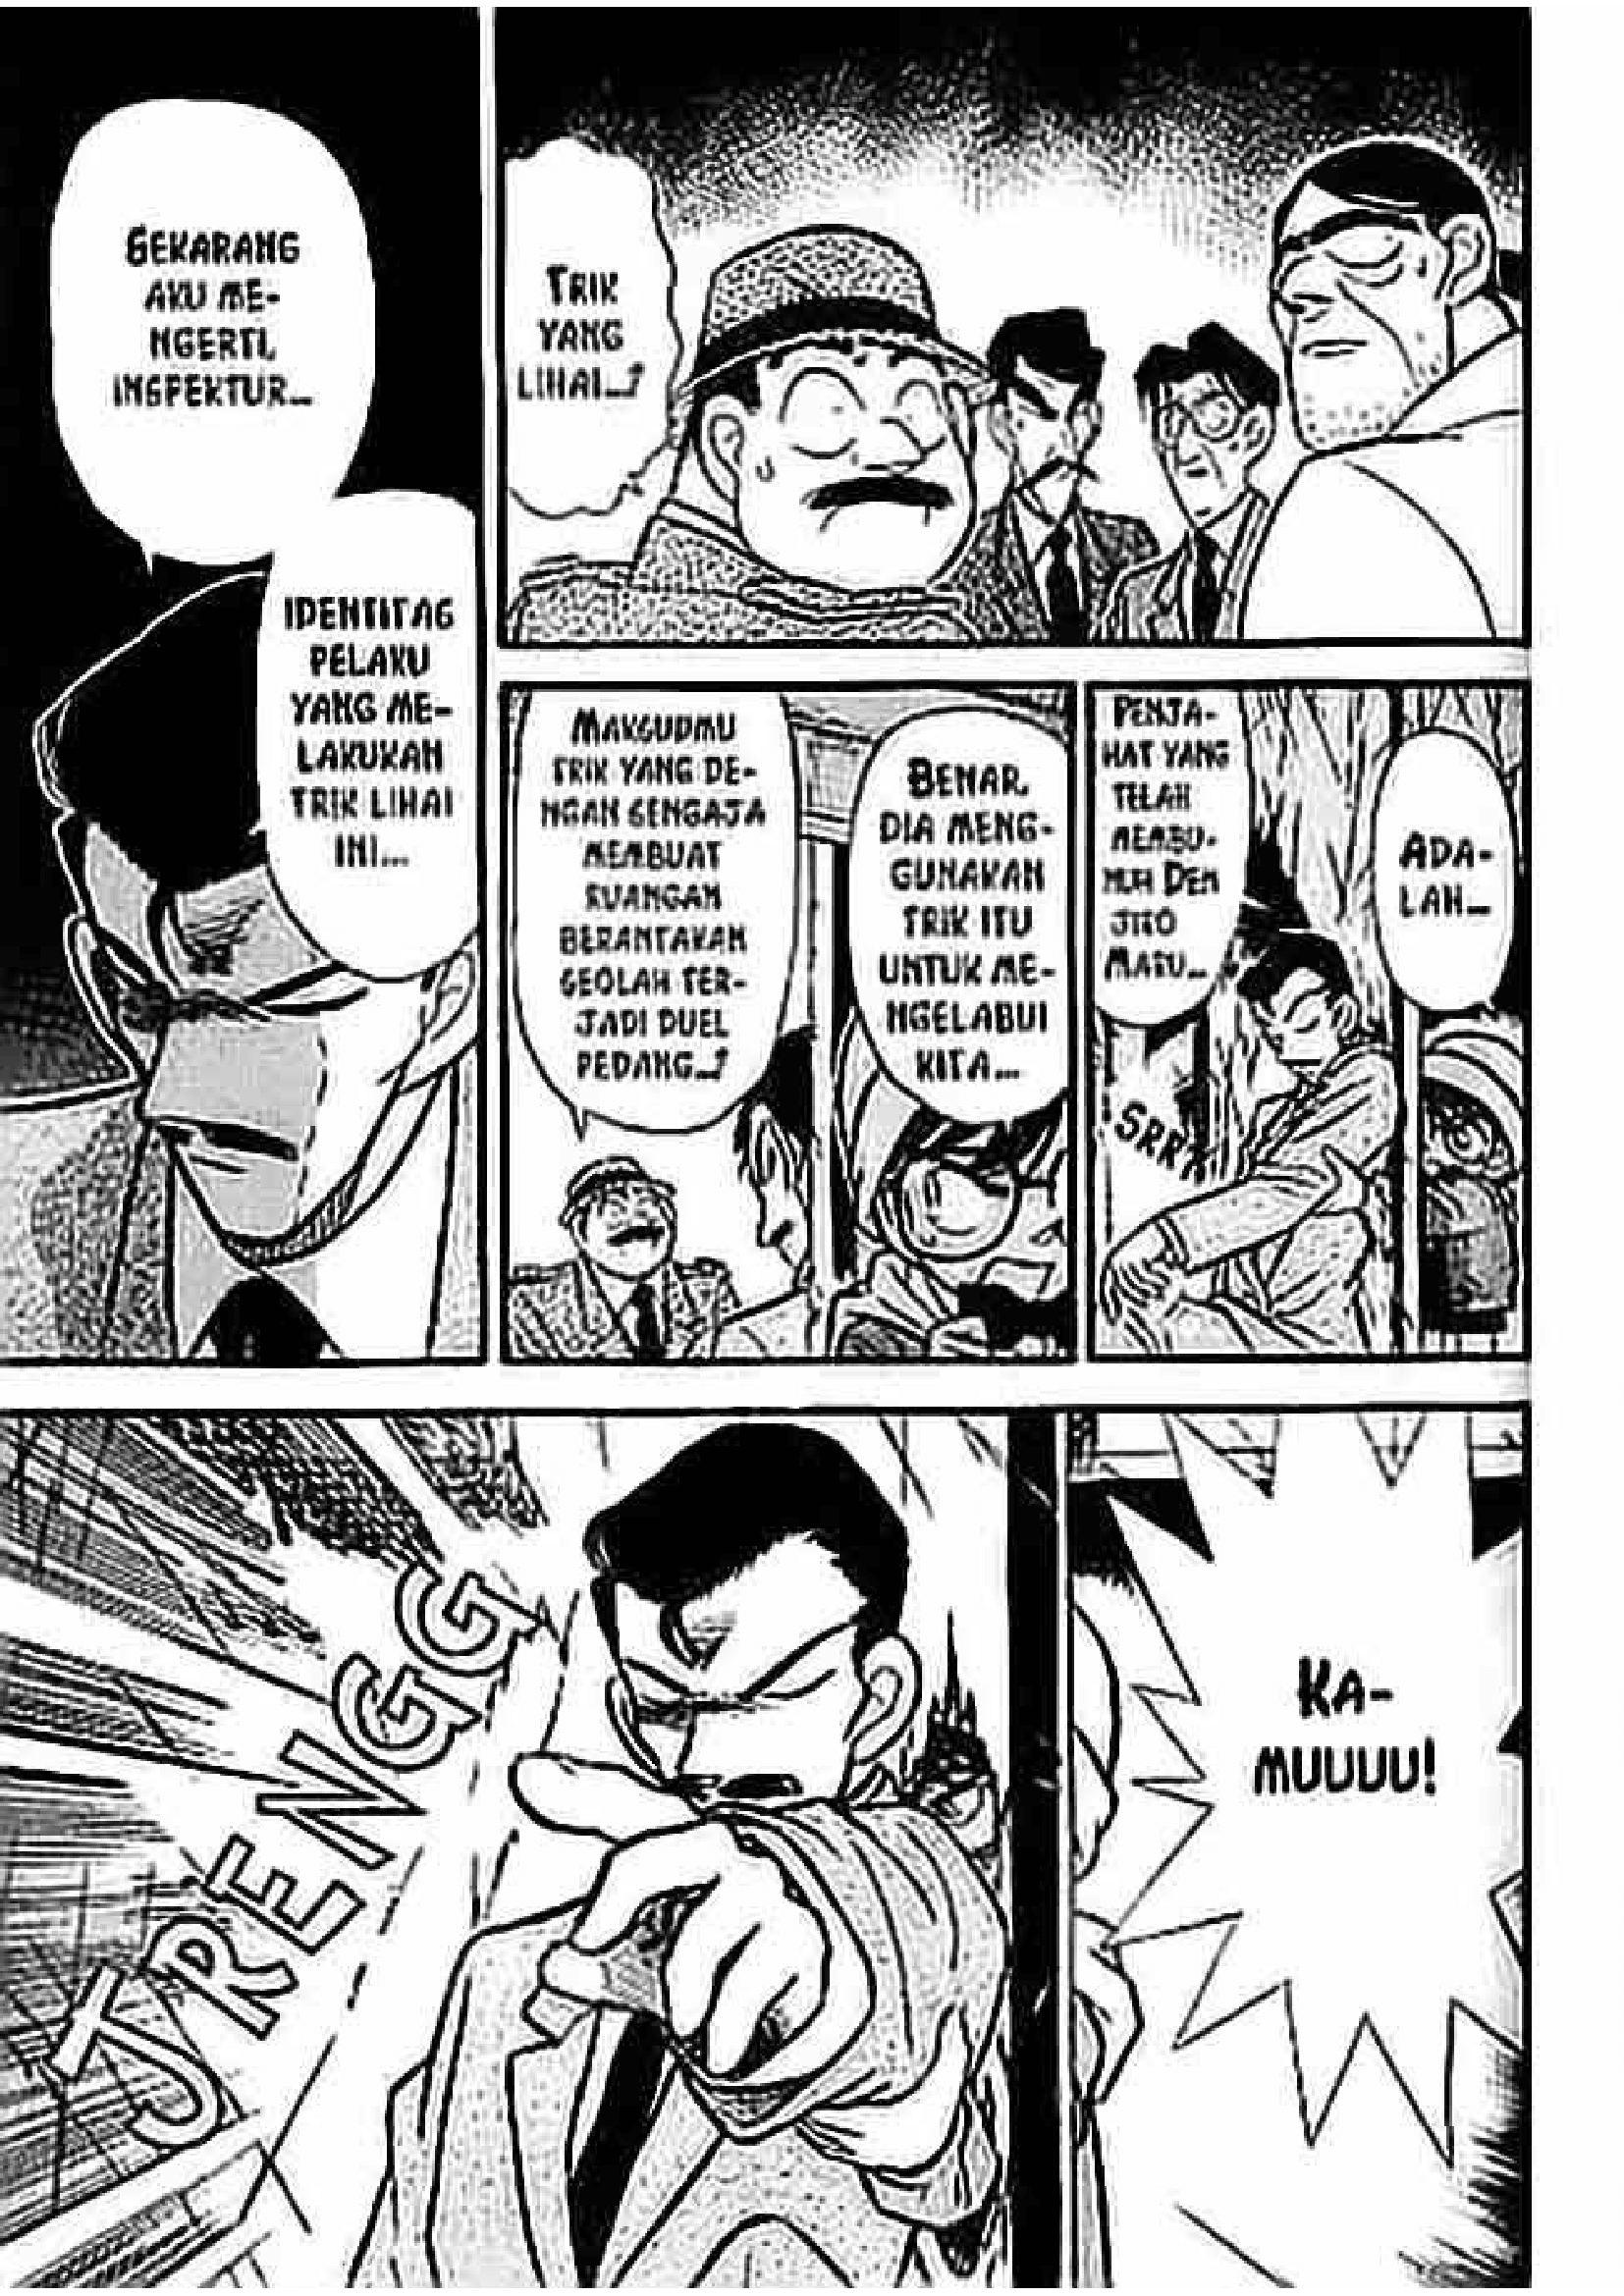 SEKARANG
AKU ME-
NGERTI,
INSPEKTUR...
IDENTITAS
PELAKU
YANG ME-
LAKUKAN
TRIK LIHAI
INI...
TRIK
YANG
LIHAI...?
MAKSUDMU
TRIK YANG DE-
NGAN SENGAJA
MEMBUAT
RUANGAN
BERANTAKAN
SEOLAH TER-
JADI DUEL
PEDANG...?
BENAR.
DIA MENG-
GUNAKAN
TRIK ITU
UNTUK ME-
NGELABUI
KITA...
PENJA-
HAT YANG
TELAH
MEMBU-
NUH DEN
JIRO
MASU...
SRRK
ADA-
LAH...
JRENGG
KA-
MUUUU!